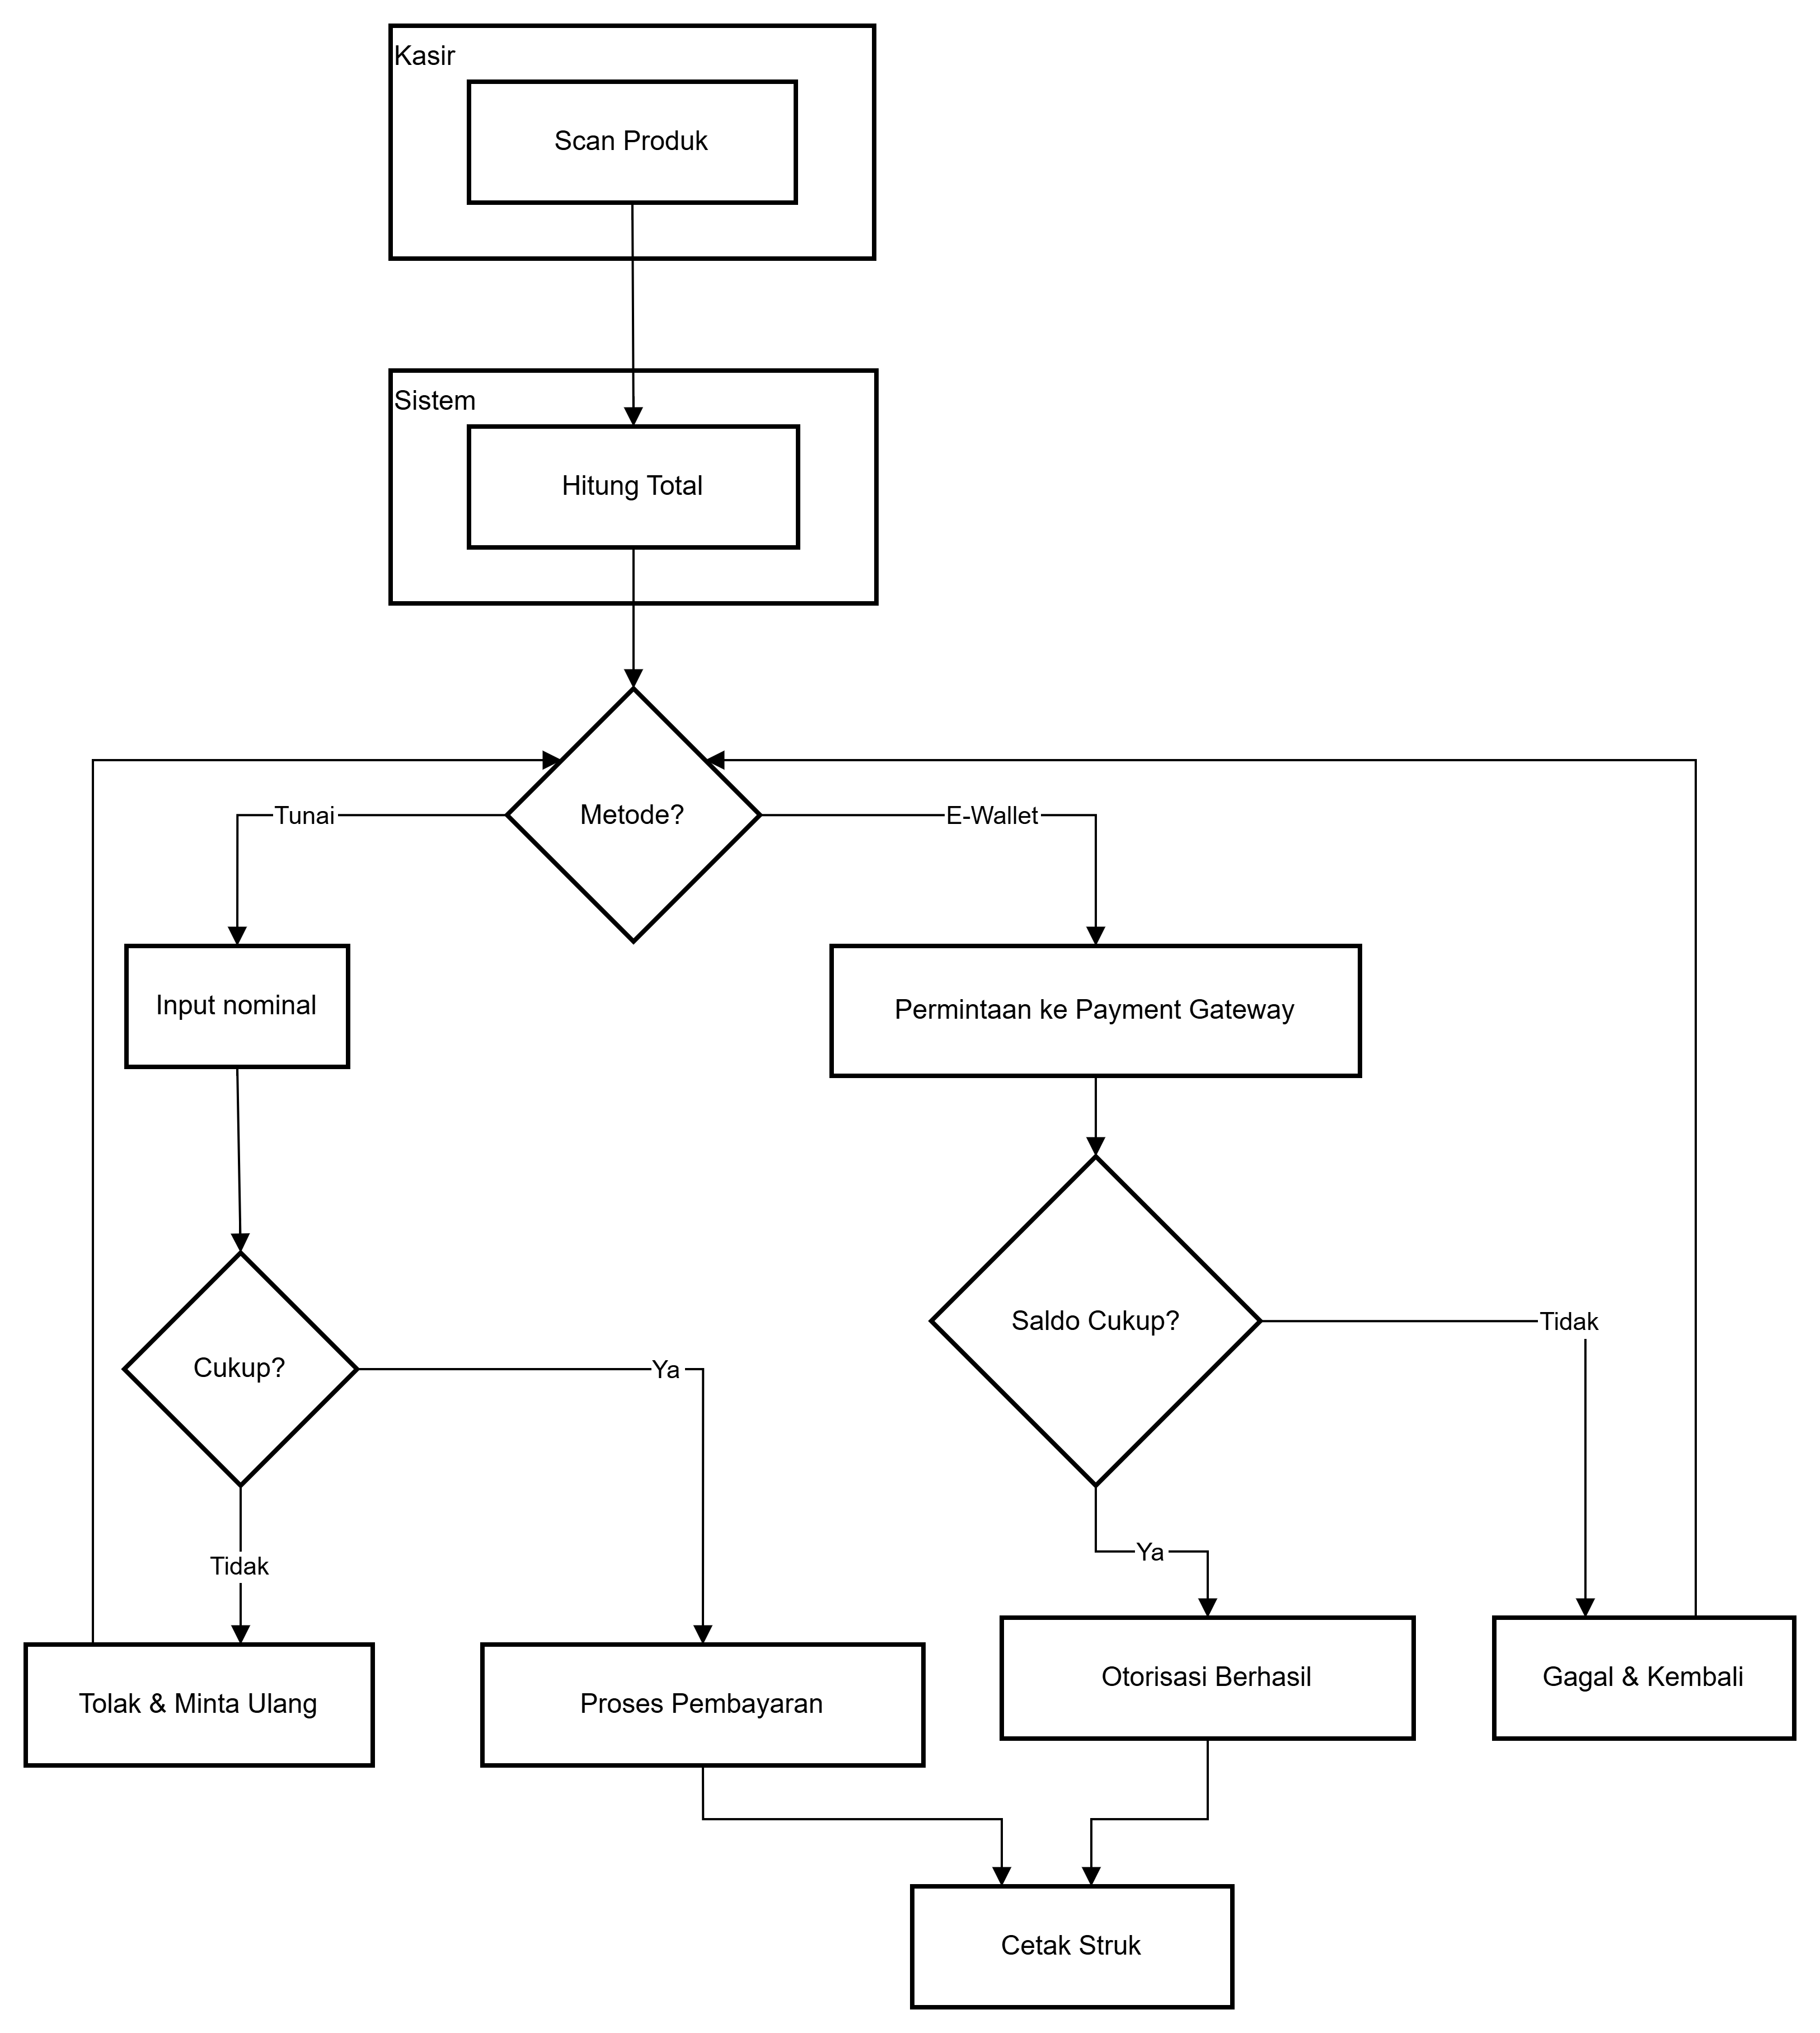 Kasir
Scan Produk
Sistem
Hitung Total
Metode?
Tunai
E-Wallet
Input nominal
Permintaan ke Payment Gateway
Saldo Cukup?
Tidak
Cukup?
Ya
Ya
Tidak
Tolak & Minta Ulang
Proses Pembayaran
Otorisasi Berhasil
Gagal & Kembali
Cetak Struk